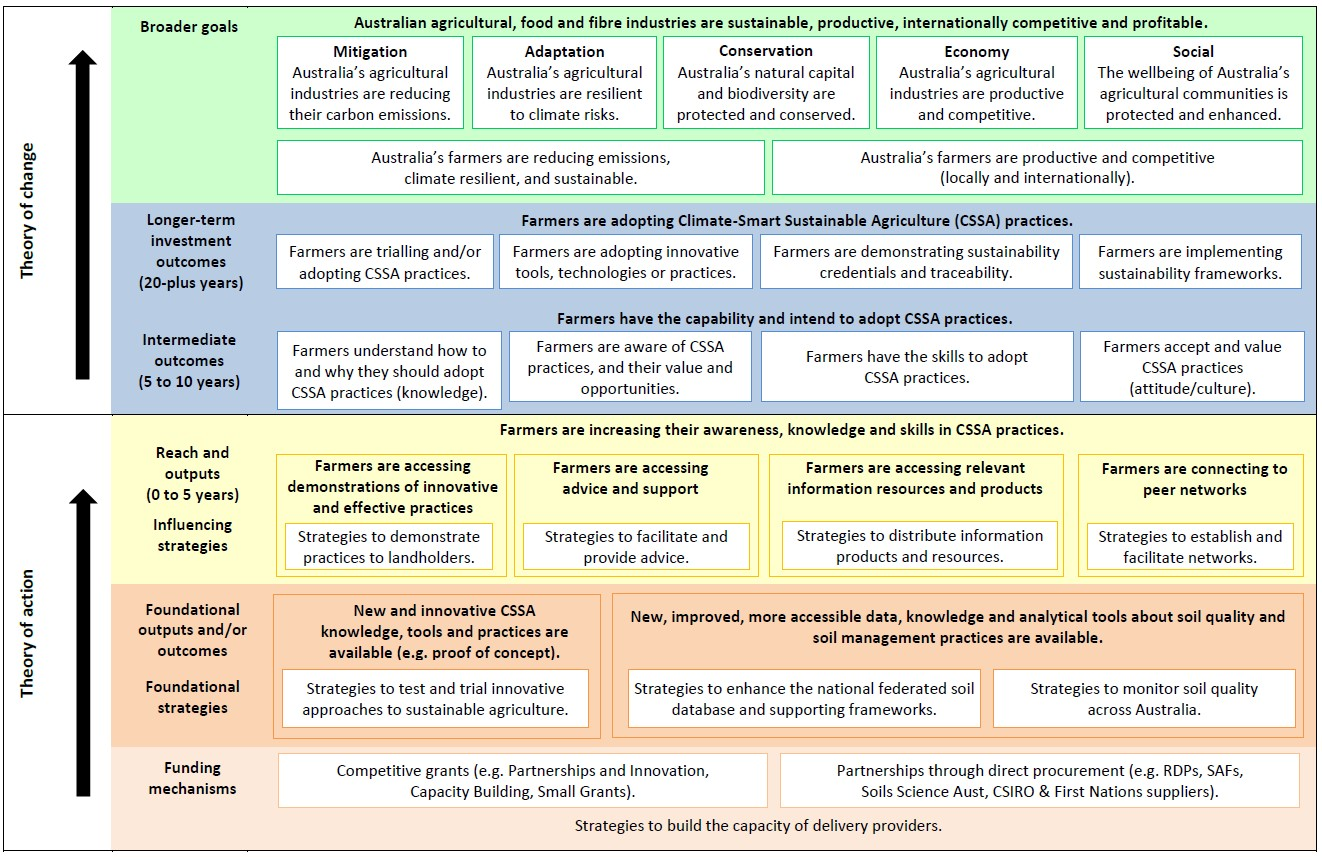 Theory of change
Broader goals
Australian agricultural, food and fibre industries are sustainable, productive, internationally competitive and profitable.
Mitigation
Australia's agricultural
industries are reducing
their carbon emissions.
Adaptation
Australia's agricultural
industries are resilient
to climate risks.
Conservation
Australia's natural capital
and biodiversity are
protected and conserved.
Economy
Australia's agricultural
industries are productive
and competitive.
Social
The wellbeing of Australia's
agricultural communities is
protected and enhanced.
Australia's farmers are reducing emissions,
climate resilient, and sustainable.
Australia's farmers are productive and competitive
(locally and internationally).
Longer-term
investment
outcomes
(20-plus years)
Farmers are adopting Climate-Smart Sustainable Agriculture (CSSA) practices.
Farmers are trialling and/or
adopting CSSA practices.
Farmers are adopting innovative
tools, technologies or practices.
Farmers are demonstrating sustainability
credentials and traceability.
Farmers are implementing
sustainability frameworks.
Intermediate
outcomes
(5 to 10 years)
Farmers have the capability and intend to adopt CSSA practices.
Farmers understand how to
and why they should adopt
CSSA practices (knowledge).
Farmers are aware of CSSA
practices, and their value and
opportunities.
Farmers have the skills to adopt
CSSA practices.
Farmers accept and value
CSSA practices
(attitude/culture).
Theory of action
Reach and
outputs
(0 to 5 years)
Influencing
strategies
Farmers are increasing their awareness, knowledge and skills in CSSA practices.
Farmers are accessing
demonstrations of innovative
and effective practices
Strategies to demonstrate
practices to landholders.
Farmers are accessing
advice and support
Strategies to facilitate and
provide advice.
Farmers are accessing relevant
information resources and products
Strategies to distribute information
products and resources.
Farmers are connecting to
peer networks
Strategies to establish and
facilitate networks.
Foundational
outputs and/or
outcomes
Foundational
strategies
New and innovative CSSA
knowledge, tools and practices are
available (e.g. proof of concept).
Strategies to test and trial innovative
approaches to sustainable agriculture.
New, improved, more accessible data, knowledge and analytical tools about soil quality and
soil management practices are available.
Strategies to enhance the national federated soil
database and supporting frameworks.
Strategies to monitor soil quality
across Australia.
Funding
mechanisms
Competitive grants (e.g. Partnerships and Innovation,
Capacity Building, Small Grants).
Partnerships through direct procurement (e.g. RDPs, SAFs,
Soils Science Aust, CSIRO & First Nations suppliers).
Strategies to build the capacity of delivery providers.